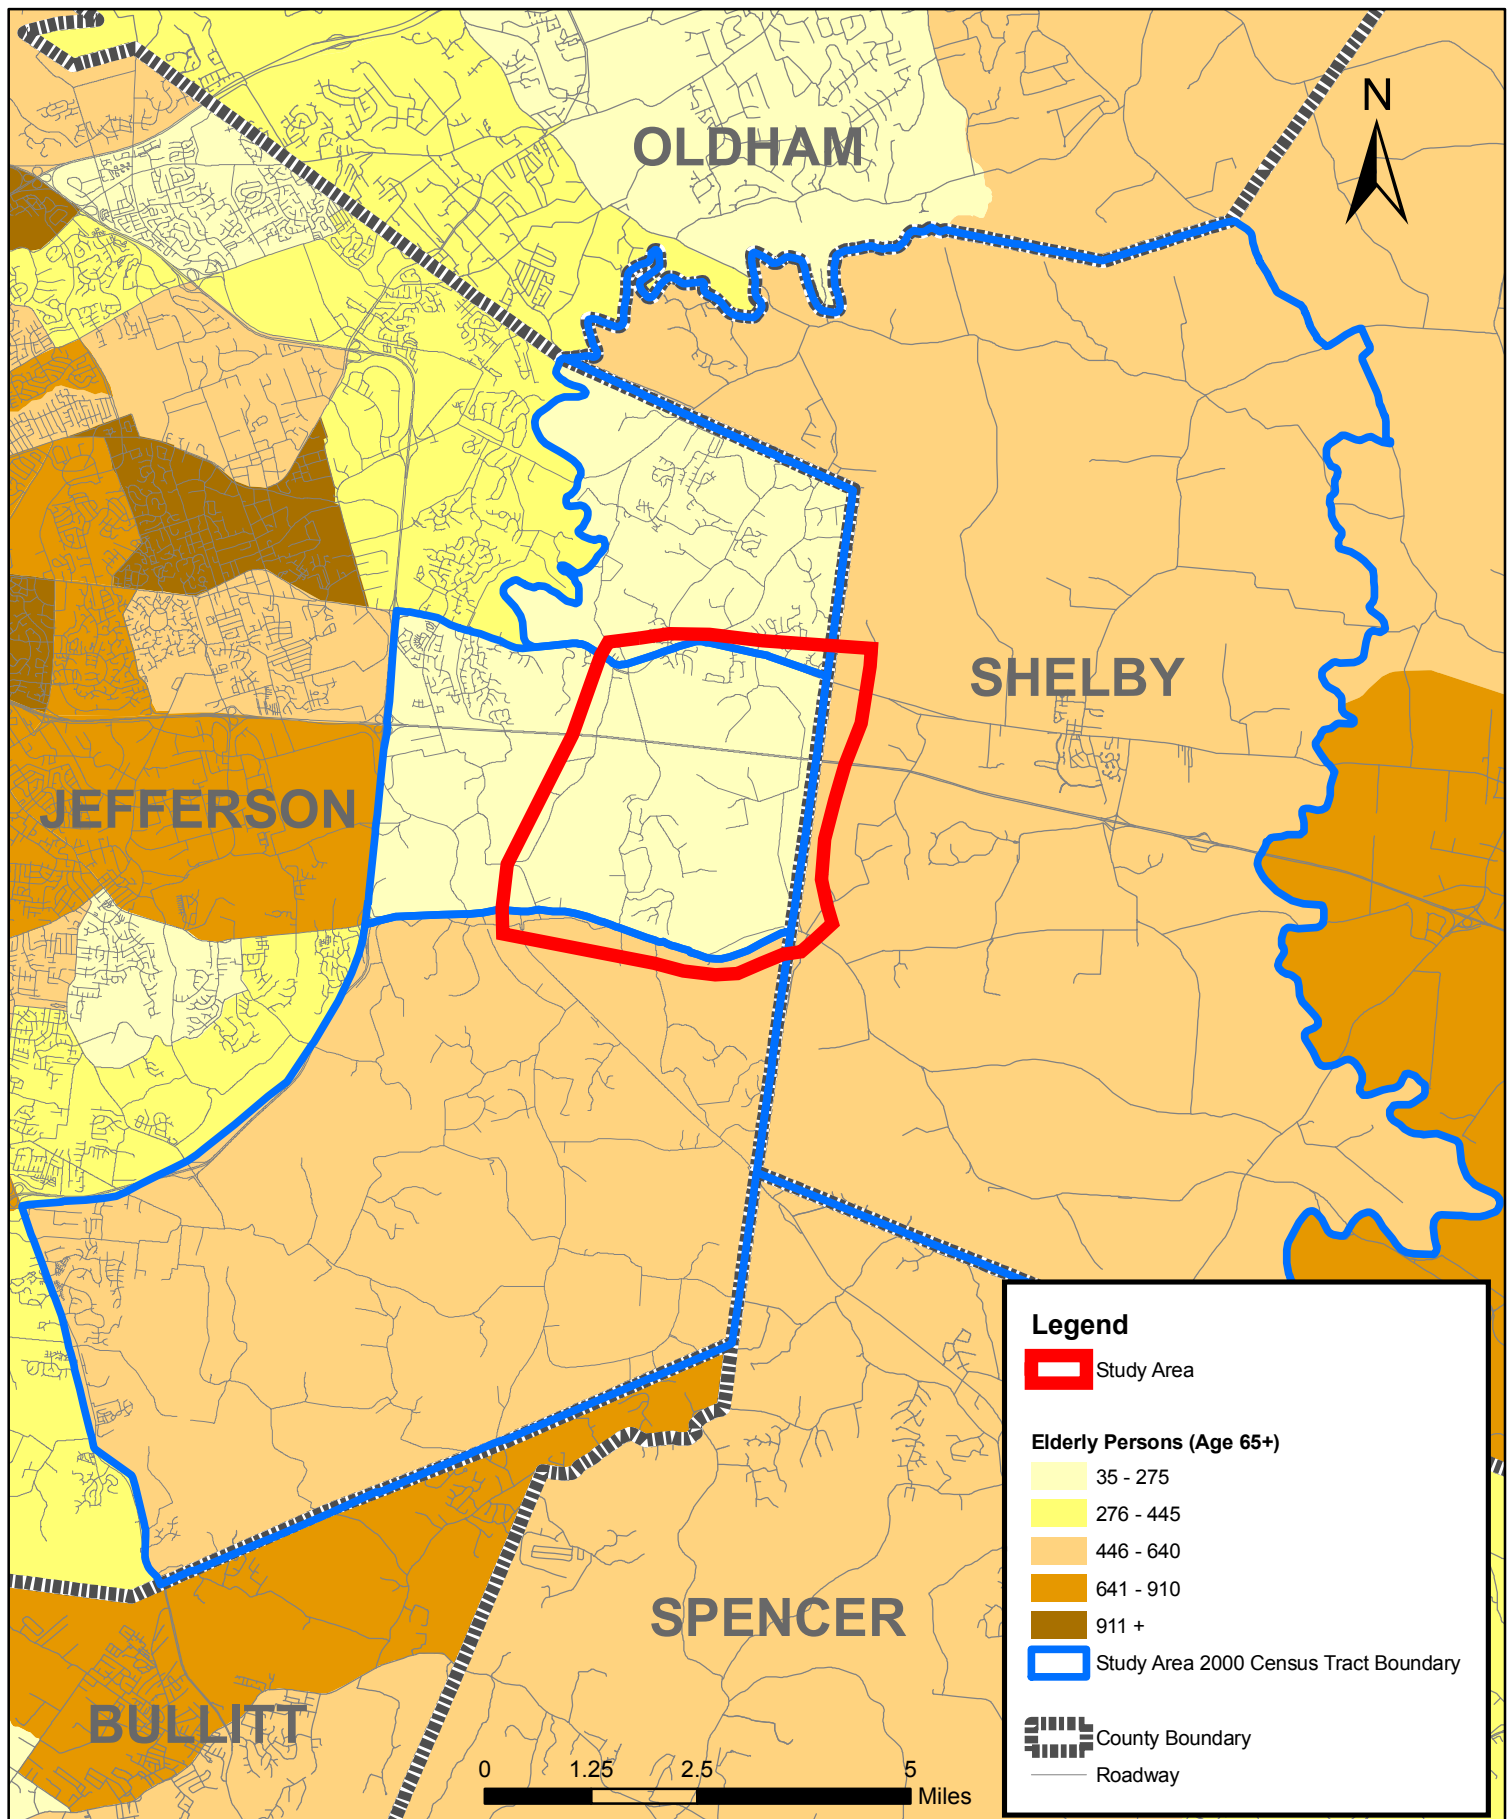 N
OLDHAM
SHELBY
JEFFERSON
SPENCER
BULLITT
0 1.25 2.5 5
Miles
Legend
Study Area
Elderly Persons (Age 65+)
35 - 275
276 - 445
446 - 640
641 - 910
911 +
Study Area 2000 Census Tract Boundary
County Boundary
Roadway